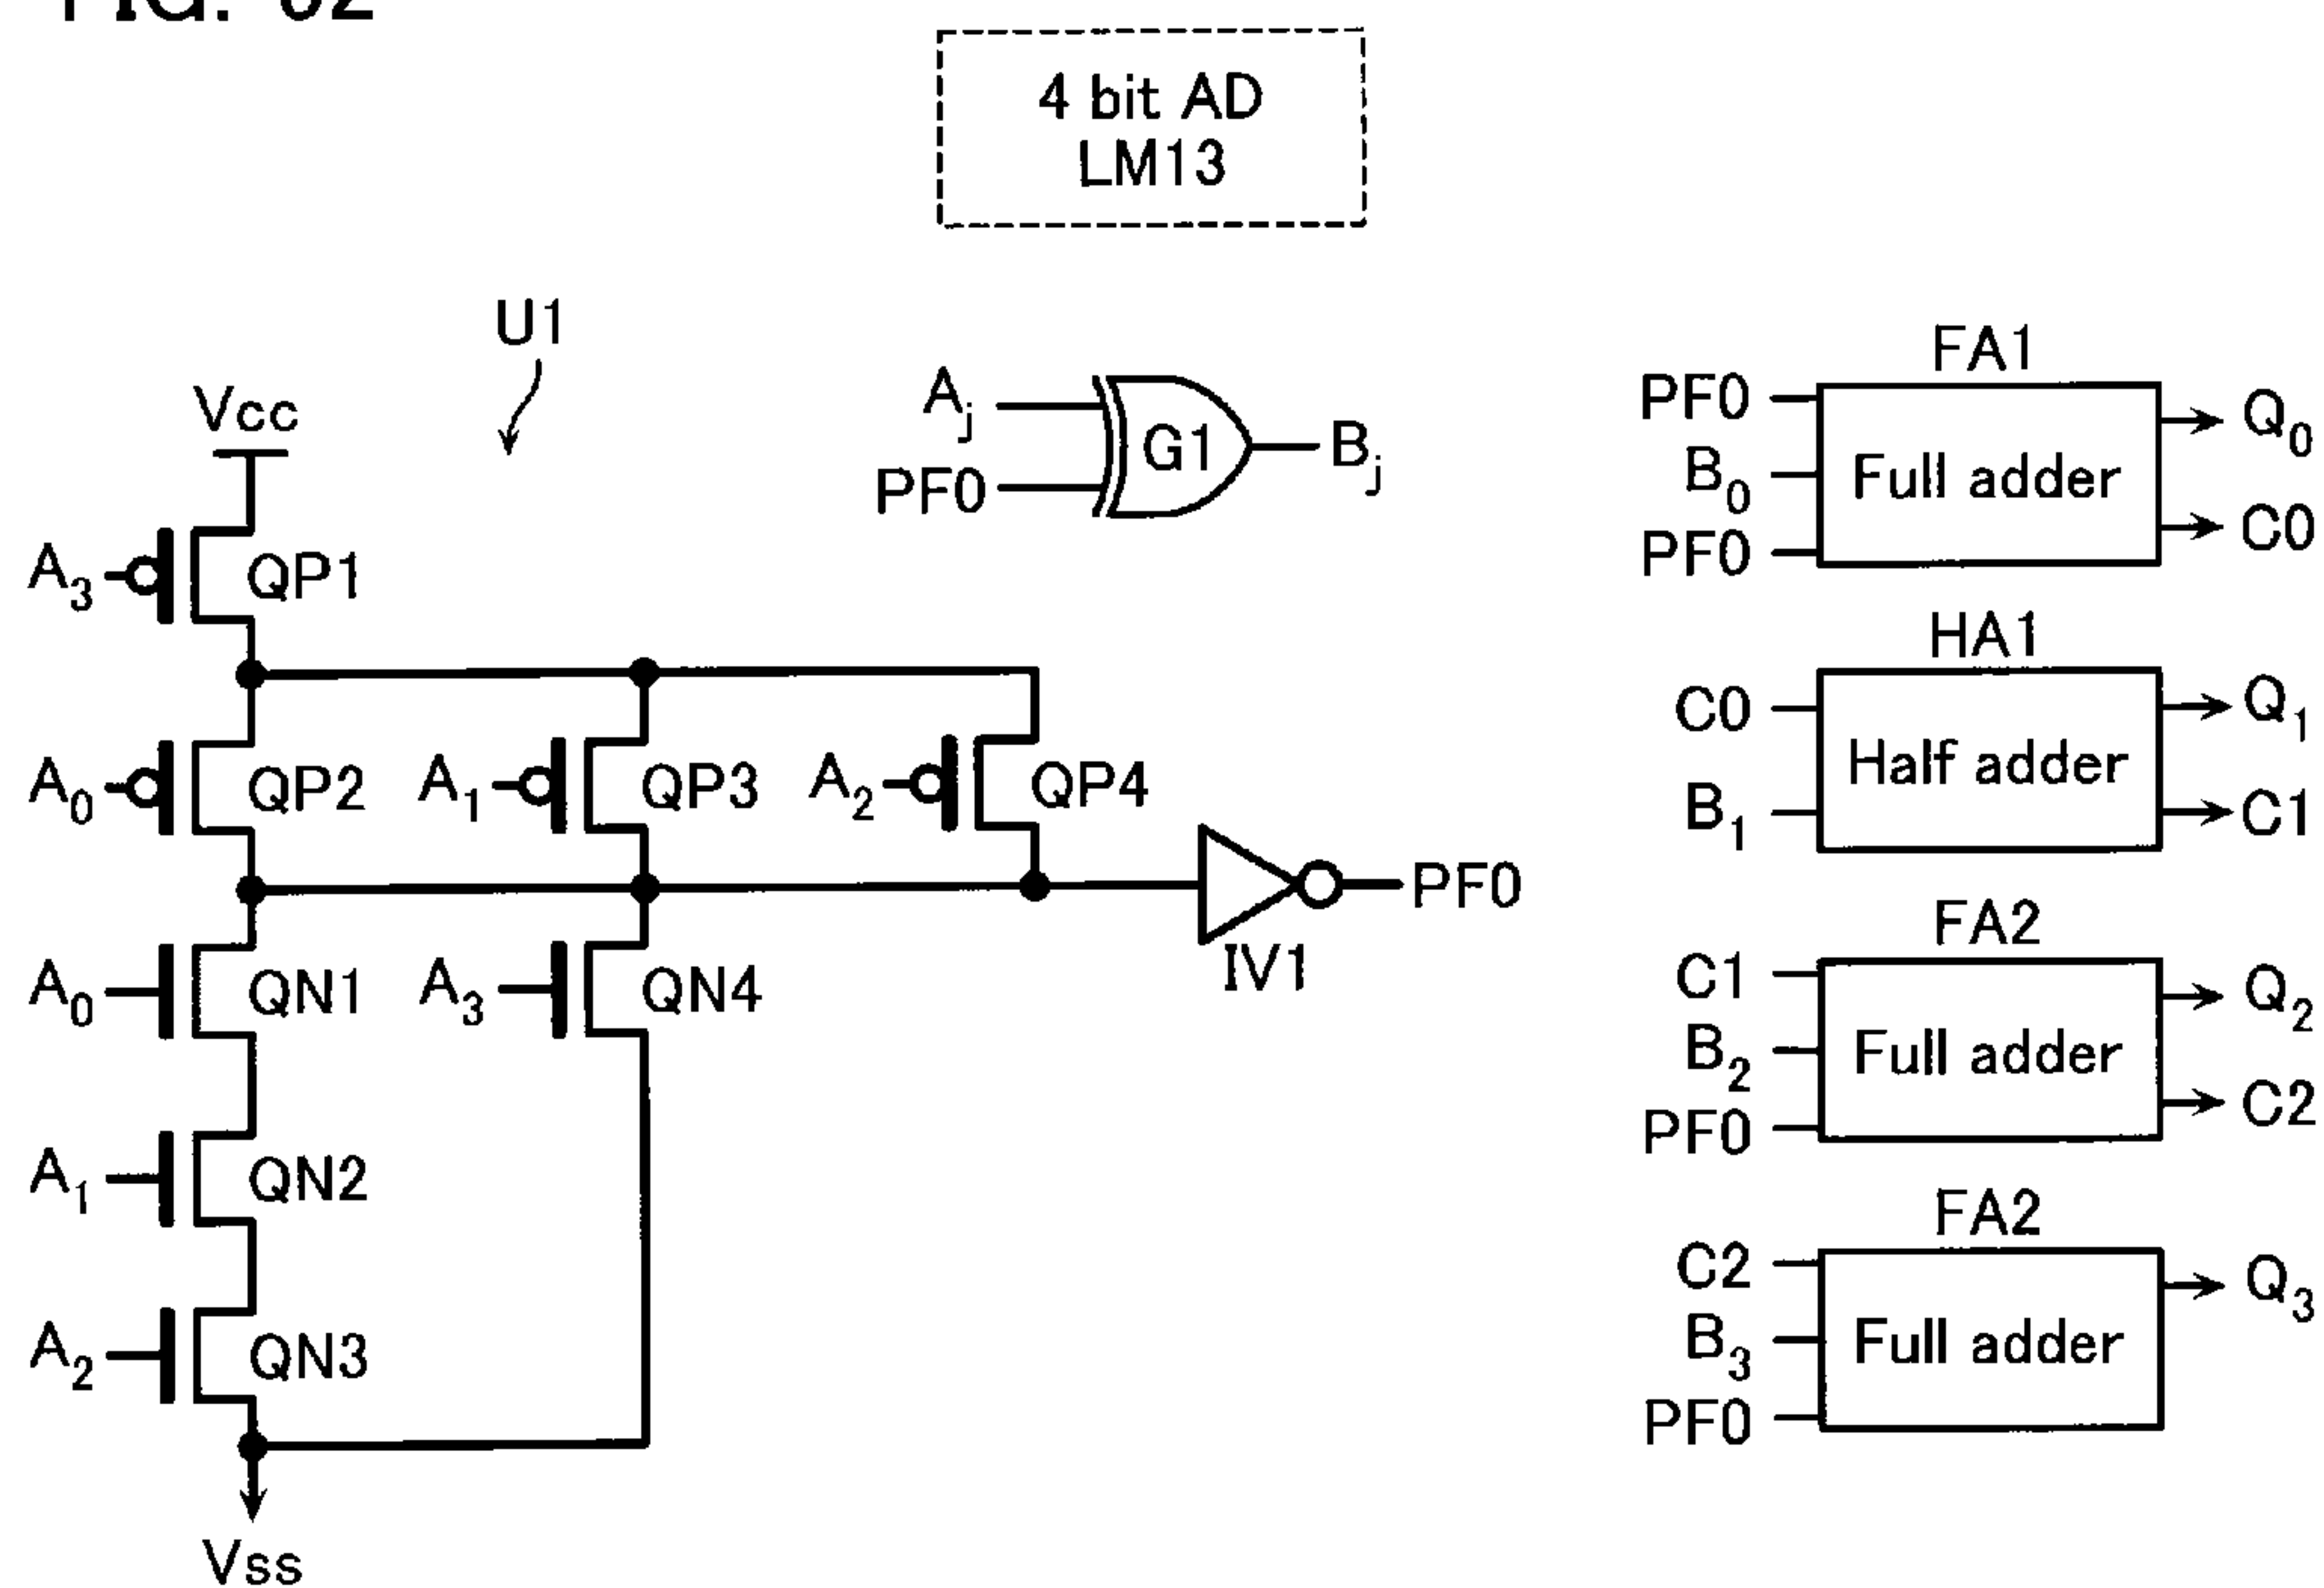 4 bit AD
LM13
U1
Vcc
A3
QP1
A0
QP2
A1
QP3
A2
QP4
A0
QN1
A3
QN4
A1
QN2
A2
QN3
Vss
IV1
PF0
Aj
PF0
G1
Bj
FA1
PF0
B0
PF0
Full adder
Q0
C0
HA1
C0
B1
Half adder
Q1
C1
FA2
C1
B2
PF0
Full adder
Q2
C2
FA2
C2
B3
PF0
Full adder
Q3